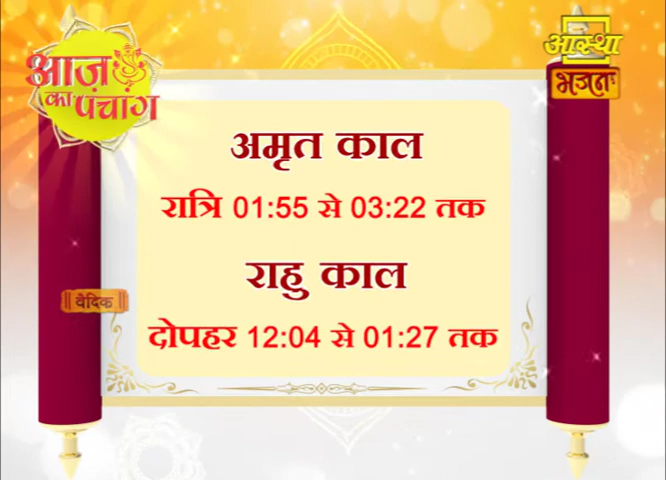 आज
का पंचांग
आस्था
भजन
अमृत काल
रात्रि 01:55 से 03:22 तक
राहु काल
॥ वैदिक ॥
दोपहर 12:04 से 01:27 तक